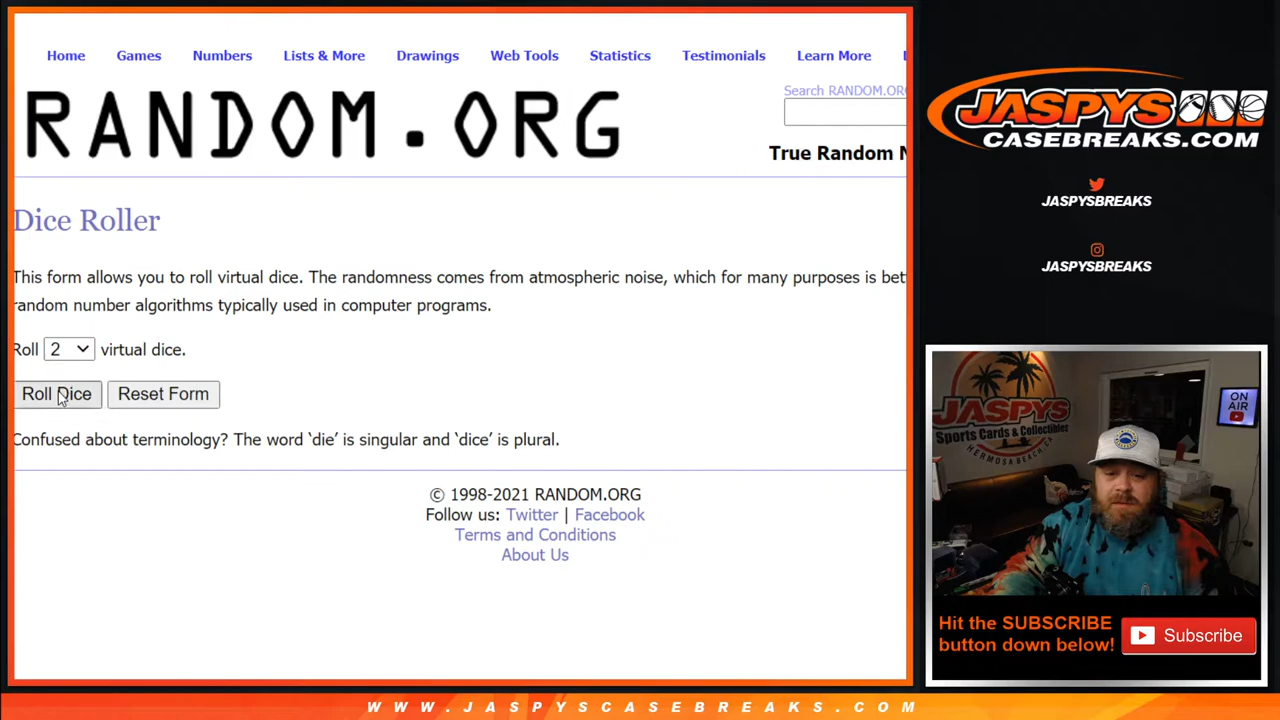 Home Games Numbers Lists & More Drawings Web Tools Statistics Testimonials Learn More
RANDOM.ORG
Search RANDOM.ORG
True Random N
Dice Roller
This form allows you to roll virtual dice. The randomness comes from atmospheric noise, which for many purposes is bet
random number algorithms typically used in computer programs.
Roll 2 virtual dice.
Roll Dice Reset Form
Confused about terminology? The word ‘die’ is singular and ‘dice’ is plural.
© 1998-2021 RANDOM.ORG
Follow us: Twitter | Facebook
Terms and Conditions
About Us
JASPYS
CASEBREAKS.COM
JASPYSBREAKS
JASPYSBREAKS
JASPYS
Sports Cards & Collectibles
HERMOSA BEACH, CA
ON
AIR
Hit the SUBSCRIBE
button down below!
Subscribe
WWW.JASPYSCASEBREAKS.COM